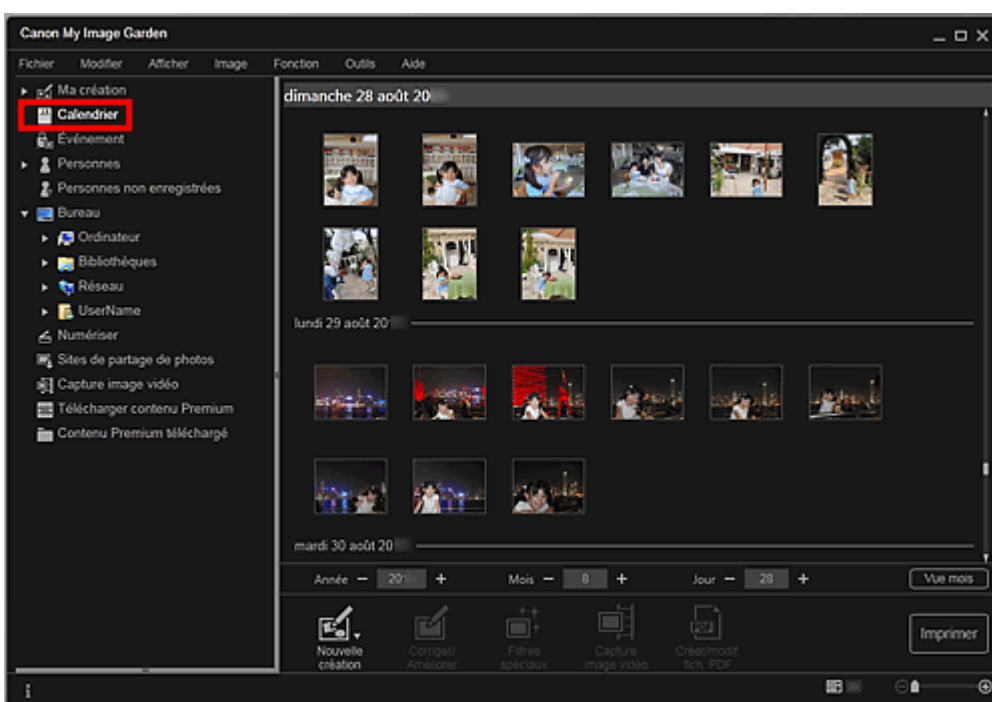 Canon My Image Garden
Fichier Modifier Afficher Image Fonction Outils Aide
Ma création
Calendrier
Événement
Personnes
Personnes non enregistrées
Bureau
Ordinateur
Bibliothèques
Réseau
UserName
Numériser
Sites de partage de photos
Capture image vidéo
Télécharger contenu Premium
Contenu Premium téléchargé
dimanche 28 août 20
lundi 29 août 20
mardi 30 août 20
Année − 20 + Mois − 8 + Jour − 28 + Vue mois
Nouvelle création
Corriger/ Améliorer
Filtres spéciaux
Capture image vidéo
Créer/modif. fich. PDF
Imprimer